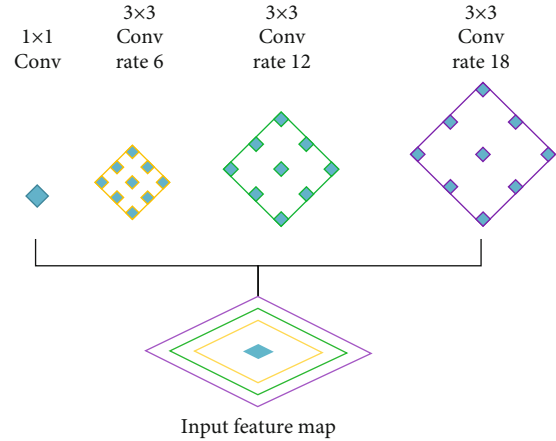 1×1
Conv
3×3
Conv
rate 6
3×3
Conv
rate 12
3×3
Conv
rate 18
Input feature map